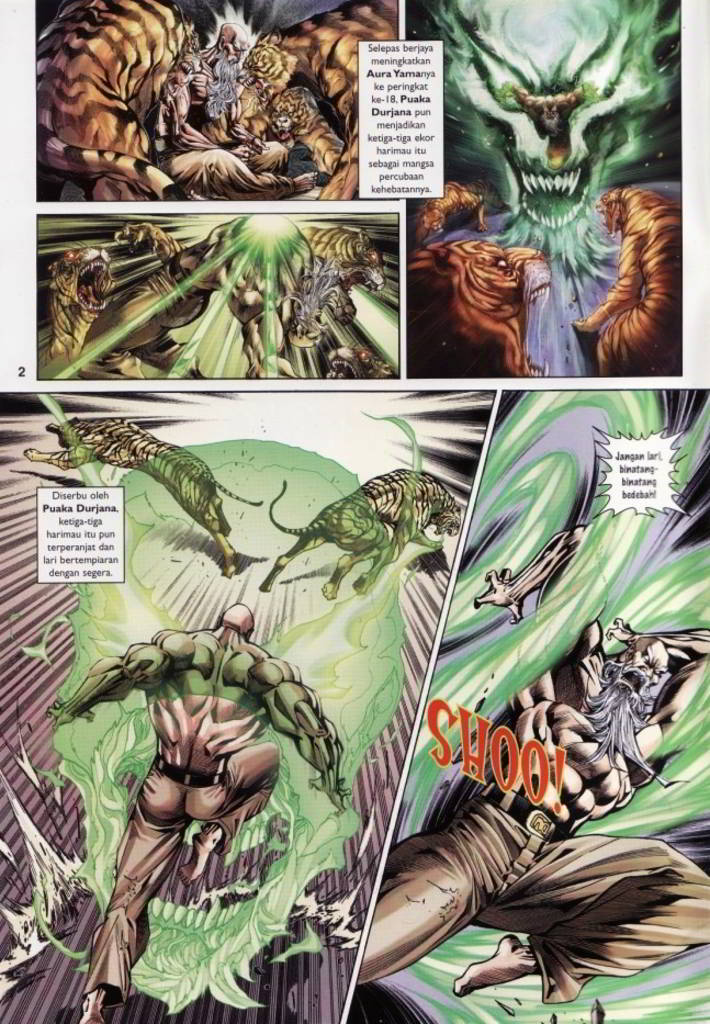 Selepas berjaya
meningkatkan
Aura Yamanya
ke peringkat
ke-18, Puaka
Durjana pun
menjadikan
ketiga-tiga ekor
harimau itu
sebagai mangsa
percubaan
kehebatannya.
2
Diserbu oleh
Puaka Durjana,
ketiga-tiga
harimau itu pun
terperanjat dan
lari bertempiaran
dengan segera.
Jangan lari,
binatang-
binatang
bedebah!
SHOO!